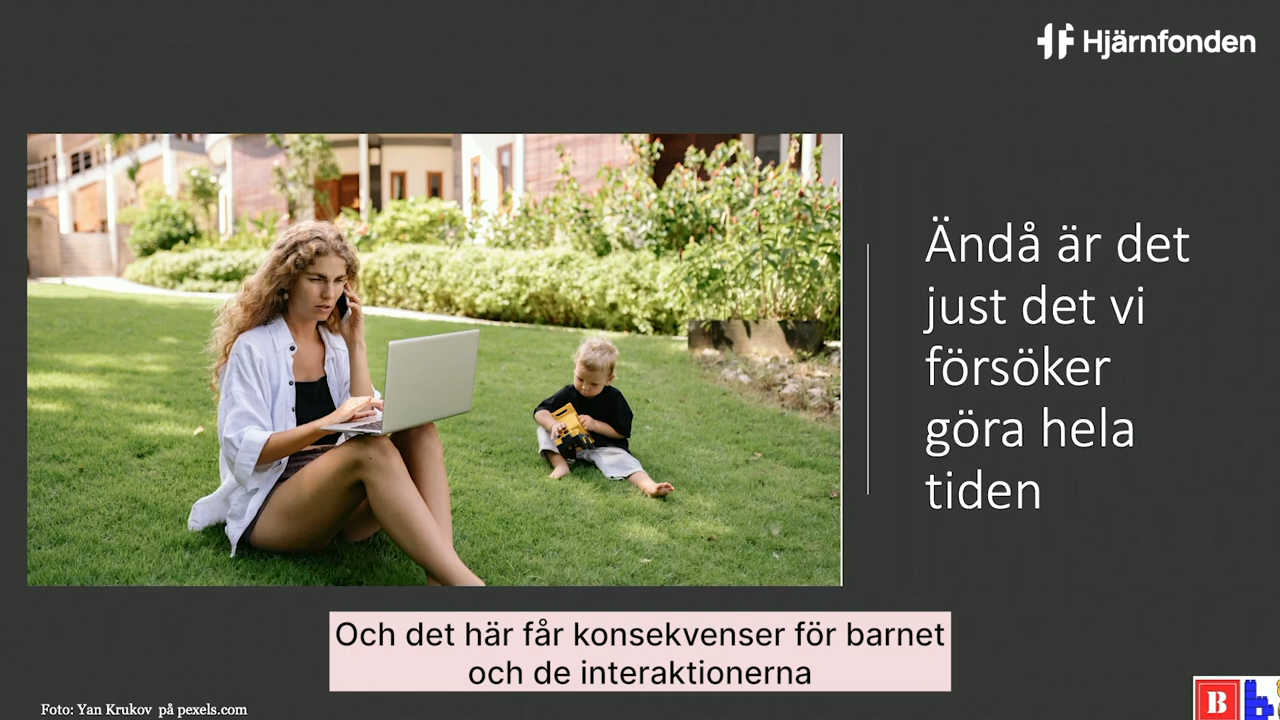 Hjärnfonden
Ändå är det
just det vi
försöker
göra hela
tiden
Och det här får konsekvenser för barnet
och de interaktionerna
Foto: Yan Krukov på pexels.com
B